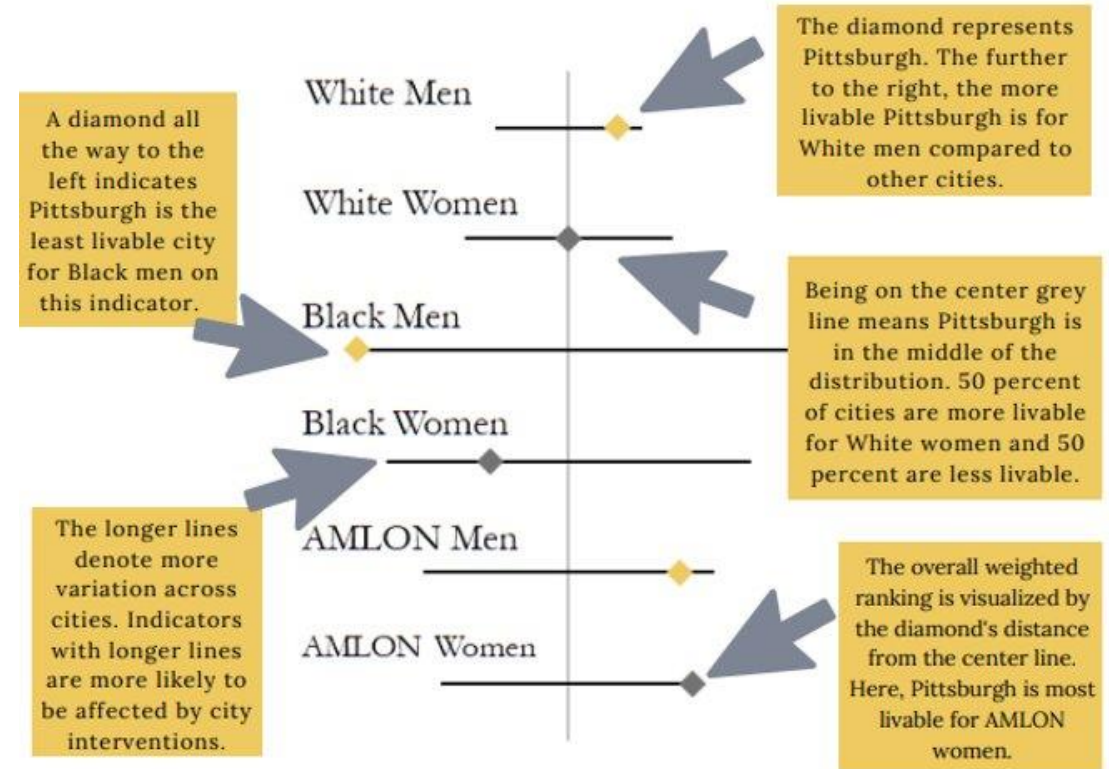 The diamond represents
Pittsburgh. The further
to the right, the more
livable Pittsburgh is for
White men compared to
other cities.
White Men
A diamond all
the way to the
left indicates
Pittsburgh is the
least livable city
for Black men on
this indicator.
White Women
Being on the center grey
line means Pittsburgh is
in the middle of the
distribution. 50 percent
of cities are more livable
for White women and 50
percent are less livable.
Black Men
Black Women
The longer lines
denote more
variation across
cities. Indicators
with longer lines
are more likely to
be affected by city
interventions.
AMLON Men
The overall weighted
ranking is visualized by
the diamond's distance
from the center line.
Here, Pittsburgh is most
livable for AMLON
women.
AMLON Women